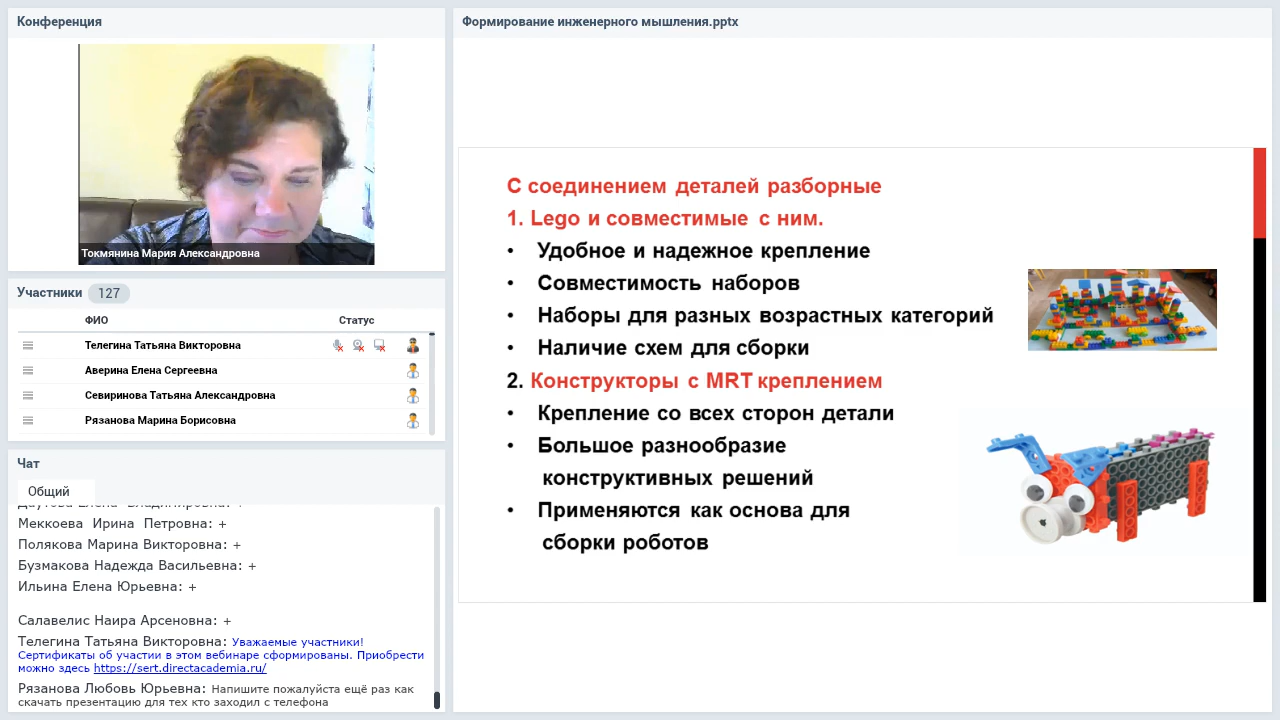 Конференция
Токмянина Мария Александровна
Участники 127
ФИО Статус
Телегина Татьяна Викторовна
Аверина Елена Сергеевна
Севиринова Татьяна Александровна
Рязанова Марина Борисовна
Чат
Общий
Меккоева Ирина Петровна: +
Полякова Марина Викторовна: +
Бузмакова Надежда Васильевна: +
Ильина Елена Юрьевна: +
Салавелис Наира Арсеновна: +
Телегина Татьяна Викторовна: Уважаемые участники!
Сертификаты об участии в этом вебинаре сформированы. Приобрести
можно здесь https://sert.directacademia.ru/
Рязанова Любовь Юрьевна: Напишите пожалуйста ещё раз как
скачать презентацию для тех кто заходил с телефона
Формирование инженерного мышления.pptx
С соединением деталей разборные
1. Lego и совместимые с ним.
• Удобное и надежное крепление
• Совместимость наборов
• Наборы для разных возрастных категорий
• Наличие схем для сборки
2. Конструкторы с MRT креплением
• Крепление со всех сторон детали
• Большое разнообразие
конструктивных решений
• Применяются как основа для
сборки роботов